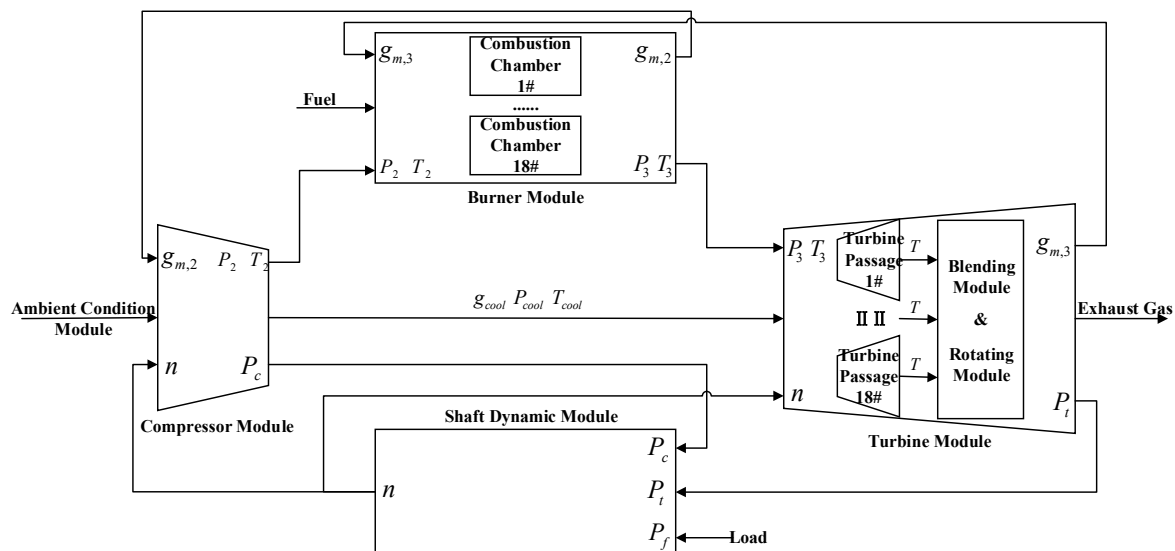 g_{m,3}
Combustion
Chamber
1#
g_{m,2}
Fuel
......
Combustion
Chamber
18#
P_2 T_2
P_3 T_3
Burner Module
g_{m,2} P_2 T_2
Ambient Condition
Module
n
P_c
Compressor Module
g_{cool} P_{cool} T_{cool}
P_3 T_3
Turbine
Passage
1#
T
T
Turbine
Passage
18#
T
Blending
Module
&
Rotating
Module
g_{m,3}
Exhaust Gas
n
P_t
Turbine Module
Shaft Dynamic Module
n
P_c
P_t
P_f
Load